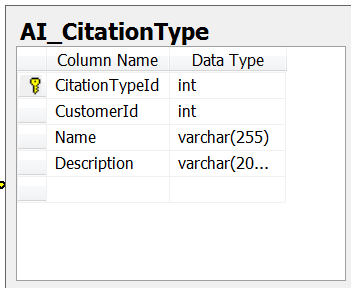 AI_CitationType
Column Name Data Type
CitationTypeId int
CustomerId int
Name varchar(255)
Description varchar(20...